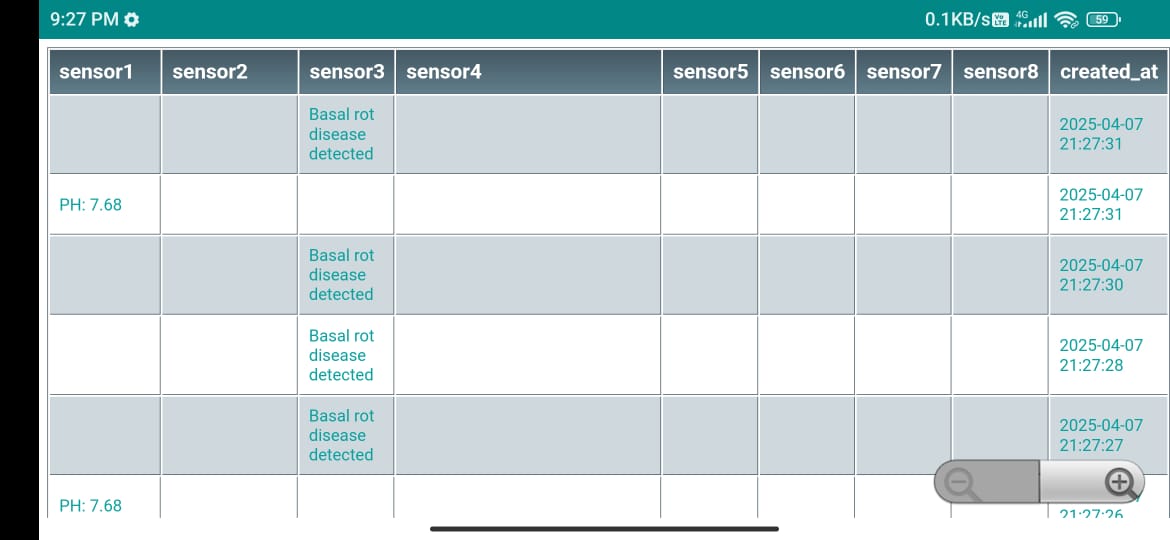 9:27 PM
0.1KB/s Vo LTE 4G 59
sensor1 sensor2 sensor3 sensor4 sensor5 sensor6 sensor7 sensor8 created_at
Basal rot
disease
detected
2025-04-07
21:27:31
PH: 7.68
2025-04-07
21:27:31
Basal rot
disease
detected
2025-04-07
21:27:30
Basal rot
disease
detected
2025-04-07
21:27:28
Basal rot
disease
detected
2025-04-07
21:27:27
PH: 7.68
21:27:26